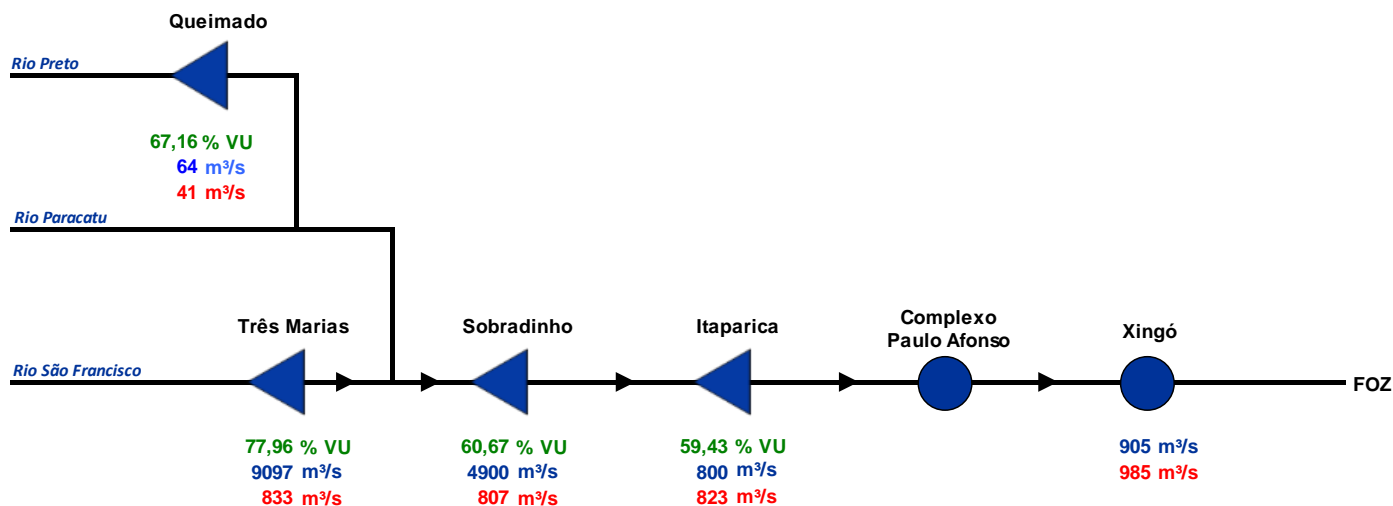 Queimado
Rio Preto
67,16 % VU
64 m³/s
41 m³/s
Rio Paracatu
Três Marias
Sobradinho
Itaparica
Complexo
Paulo Afonso
Xingó
Rio São Francisco
FOZ
77,96 % VU
9097 m³/s
833 m³/s
60,67 % VU
4900 m³/s
807 m³/s
59,43 % VU
800 m³/s
823 m³/s
905 m³/s
985 m³/s